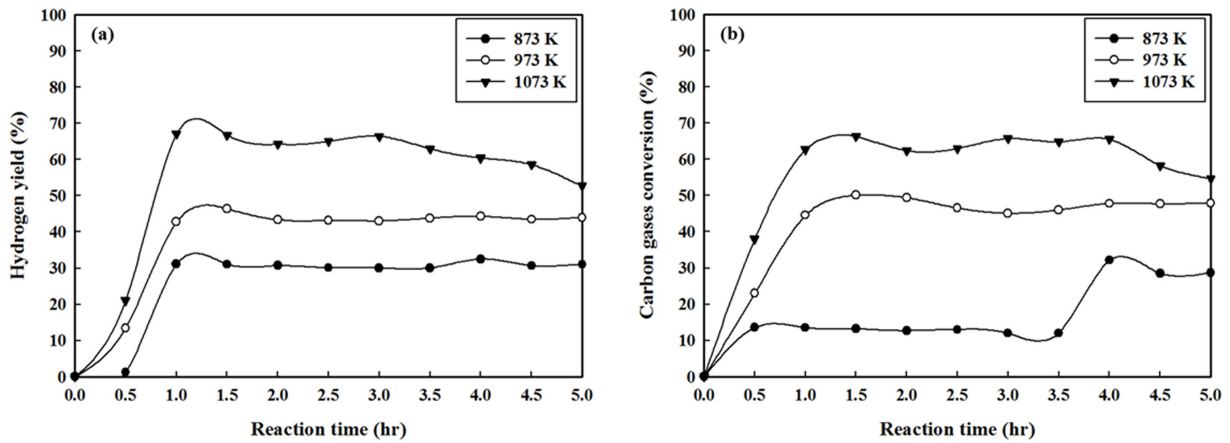 (a)
873 K
973 K
1073 K
Hydrogen yield (%)
100
90
80
70
60
50
40
30
20
10
0
0.0 0.5 1.0 1.5 2.0 2.5 3.0 3.5 4.0 4.5 5.0
Reaction time (hr)
(b)
873 K
973 K
1073 K
Carbon gases conversion (%)
100
90
80
70
60
50
40
30
20
10
0
0.0 0.5 1.0 1.5 2.0 2.5 3.0 3.5 4.0 4.5 5.0
Reaction time (hr)